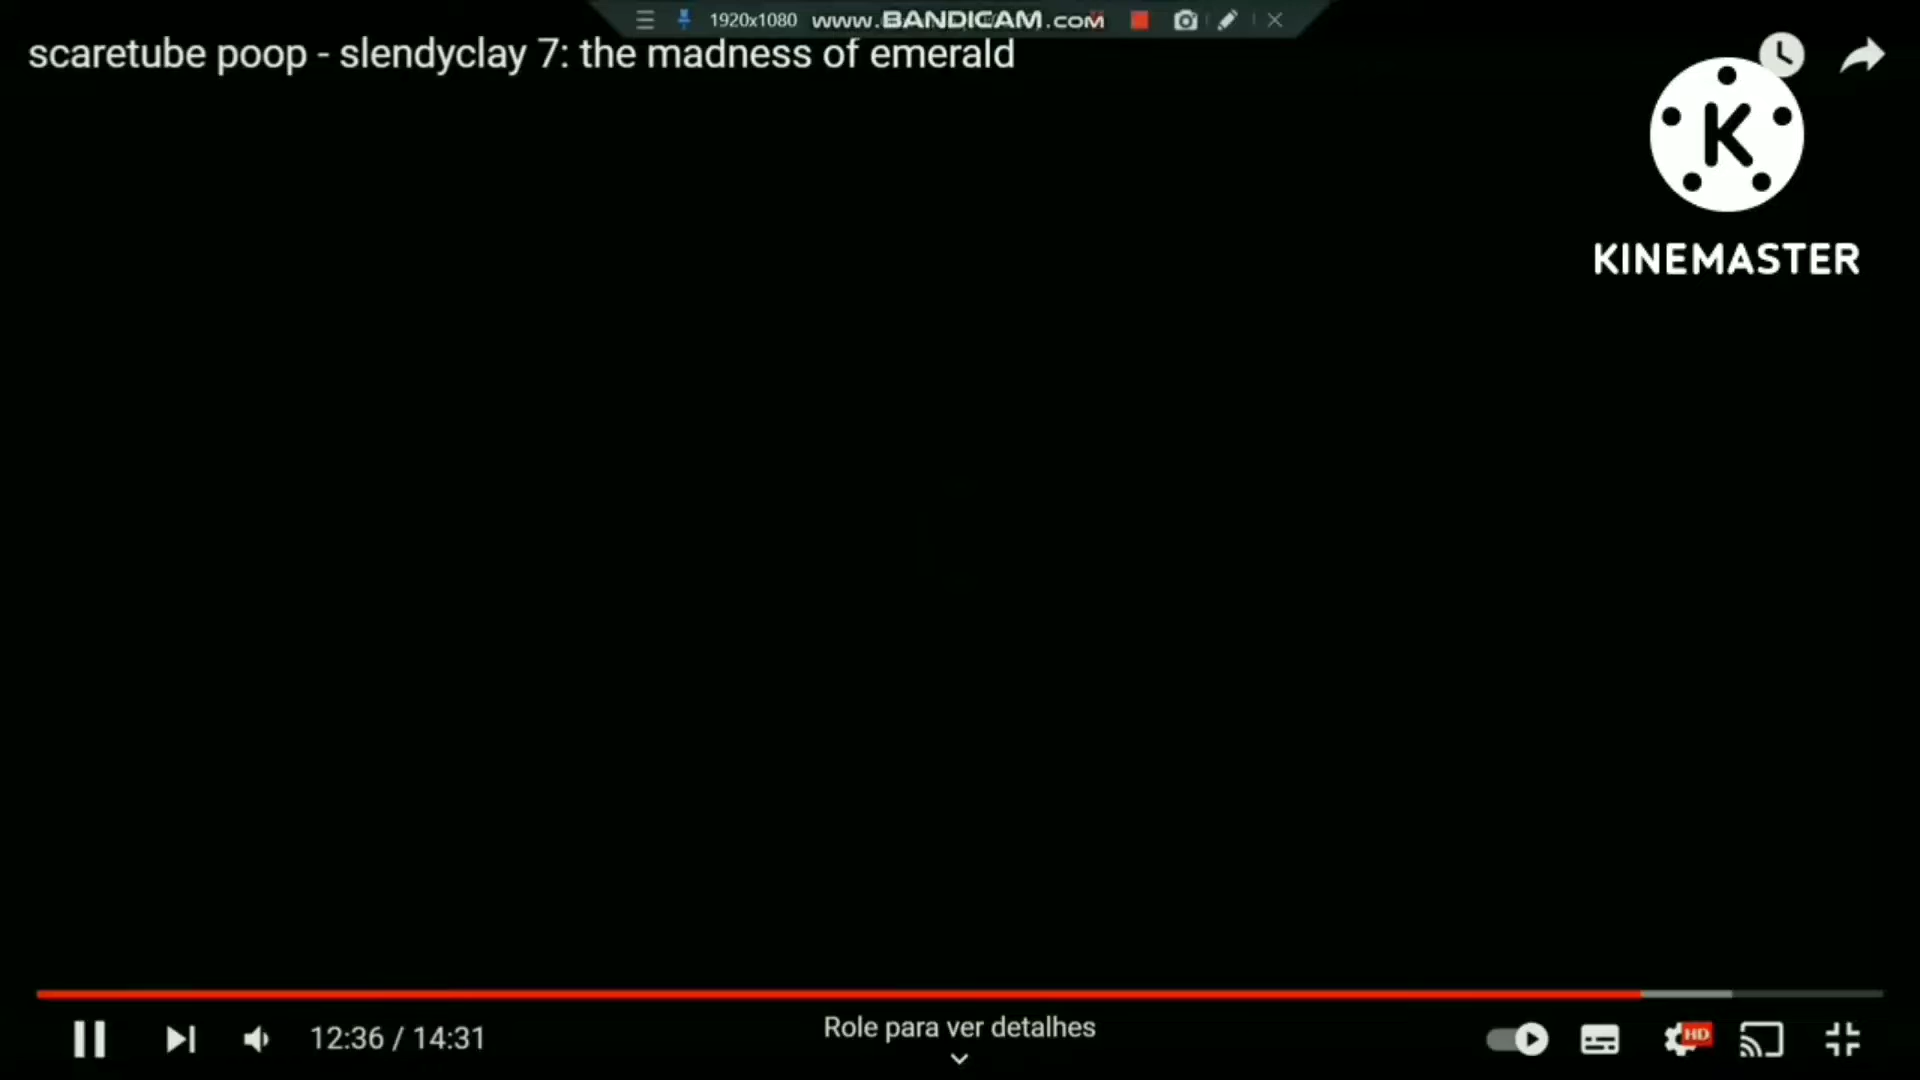 1920x1080 www.BANDICAM.com
scaretube poop - slendyclay 7: the madness of emerald
K
KINEMASTER
12:36 / 14:31
Role para ver detalhes
HD